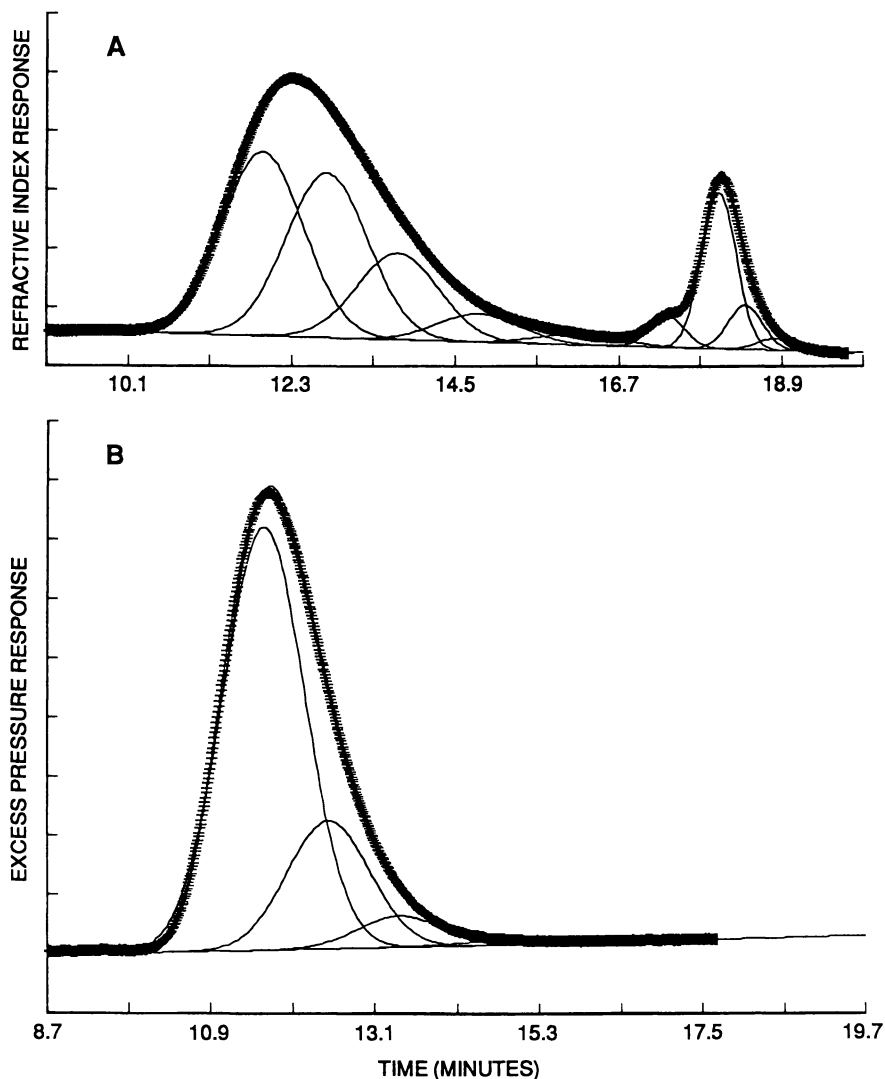 A
REFRACTIVE INDEX RESPONSE
10.1 12.3 14.5 16.7 18.9
B
EXCESS PRESSURE RESPONSE
8.7 10.9 13.1 15.3 17.5 19.7
TIME (MINUTES)